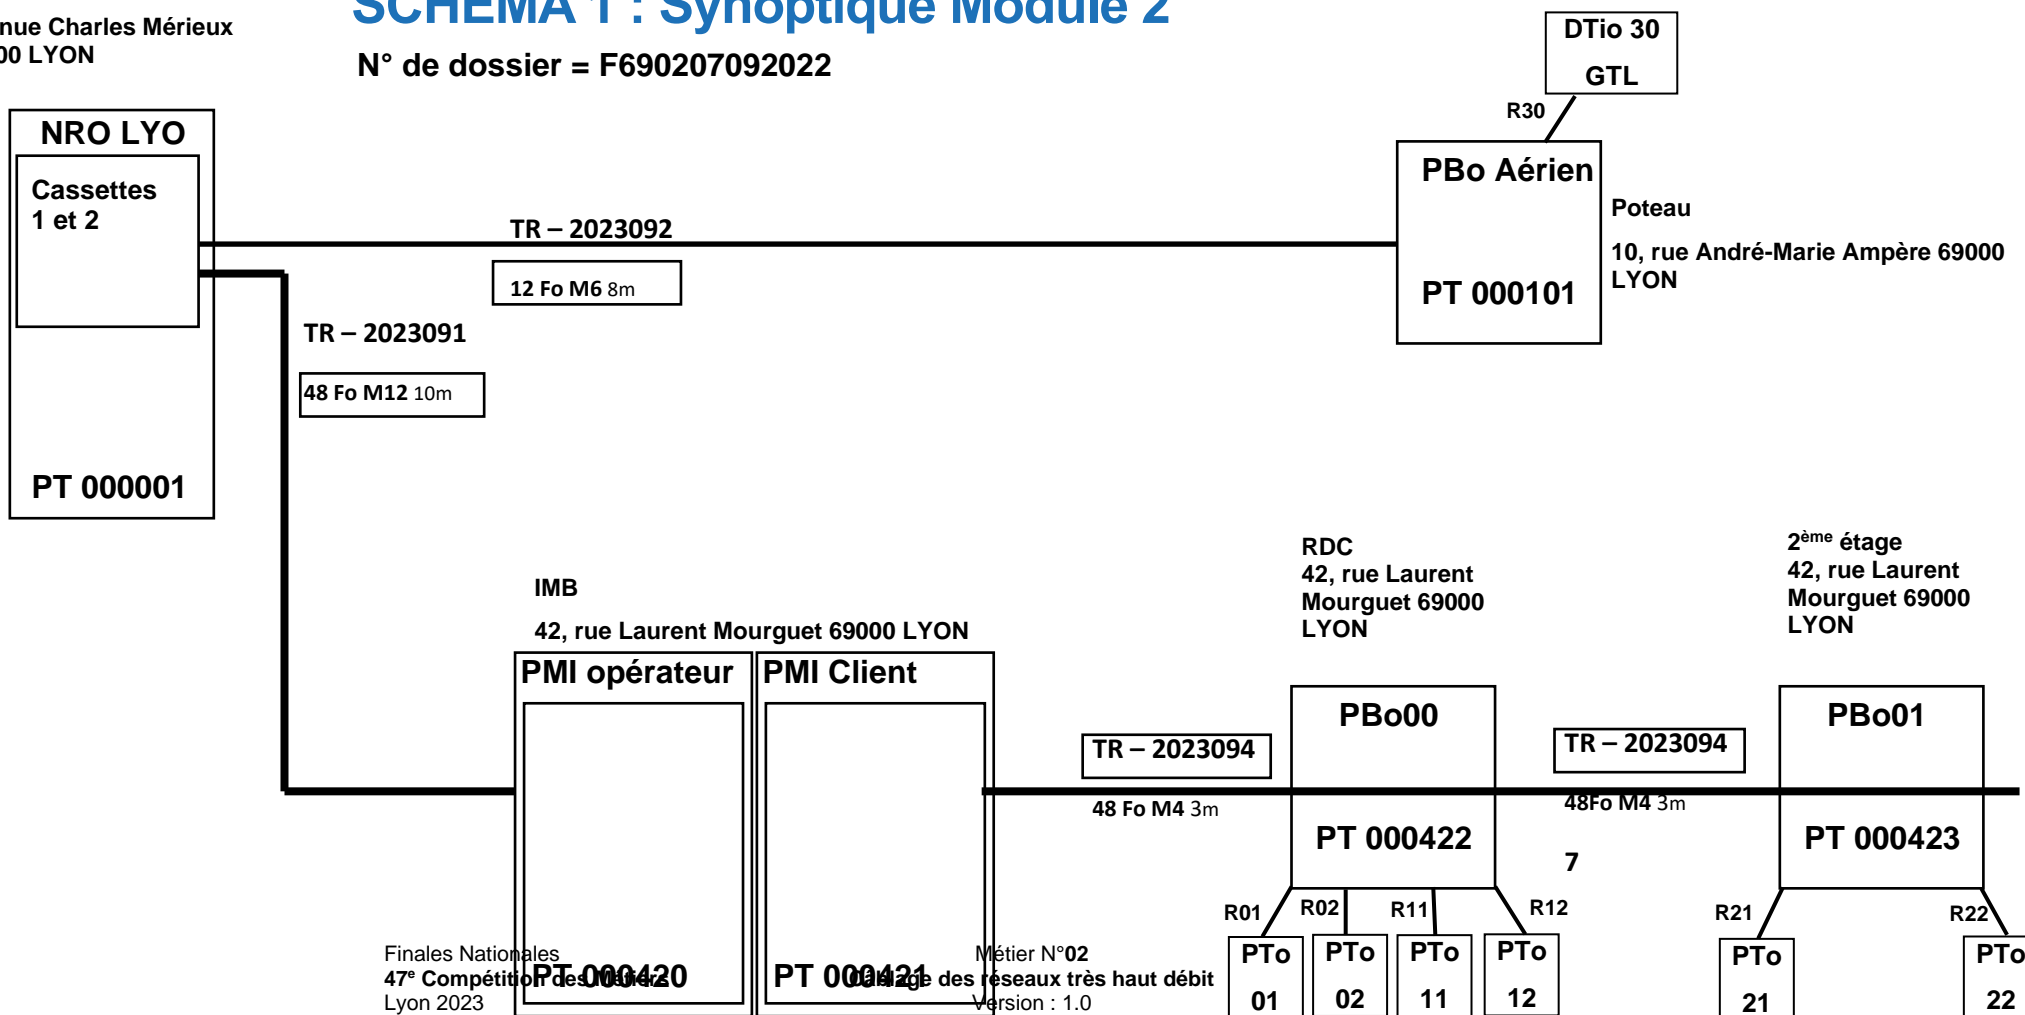 SCHEMA 1 : Synoptique Module 2
nue Charles Mérieux
00 LYON
N° de dossier = F690207092022
DTio 30
GTL
R30
NRO LYO
Cassettes
1 et 2
PT 000001
TR – 2023092
12 Fo M6 8m
TR – 2023091
48 Fo M12 10m
PBo Aérien
PT 000101
Poteau
10, rue André-Marie Ampère 69000
LYON
IMB
42, rue Laurent Mourguet 69000 LYON
PMI opérateur
PT 000420
PMI Client
PT 000421
TR – 2023094
48 Fo M4 3m
RDC
42, rue Laurent
Mourguet 69000
LYON
PBo00
PT 000422
TR – 2023094
48Fo M4 3m
7
2ème étage
42, rue Laurent
Mourguet 69000
LYON
PBo01
PT 000423
R01
R02
R11
R12
R21
R22
PTo
01
PTo
02
PTo
11
PTo
12
PTo
21
PTo
22
Finales Nationales
47e Compétition des Métiers
Lyon 2023
Métier N°02
Câblage des réseaux très haut débit
Version : 1.0